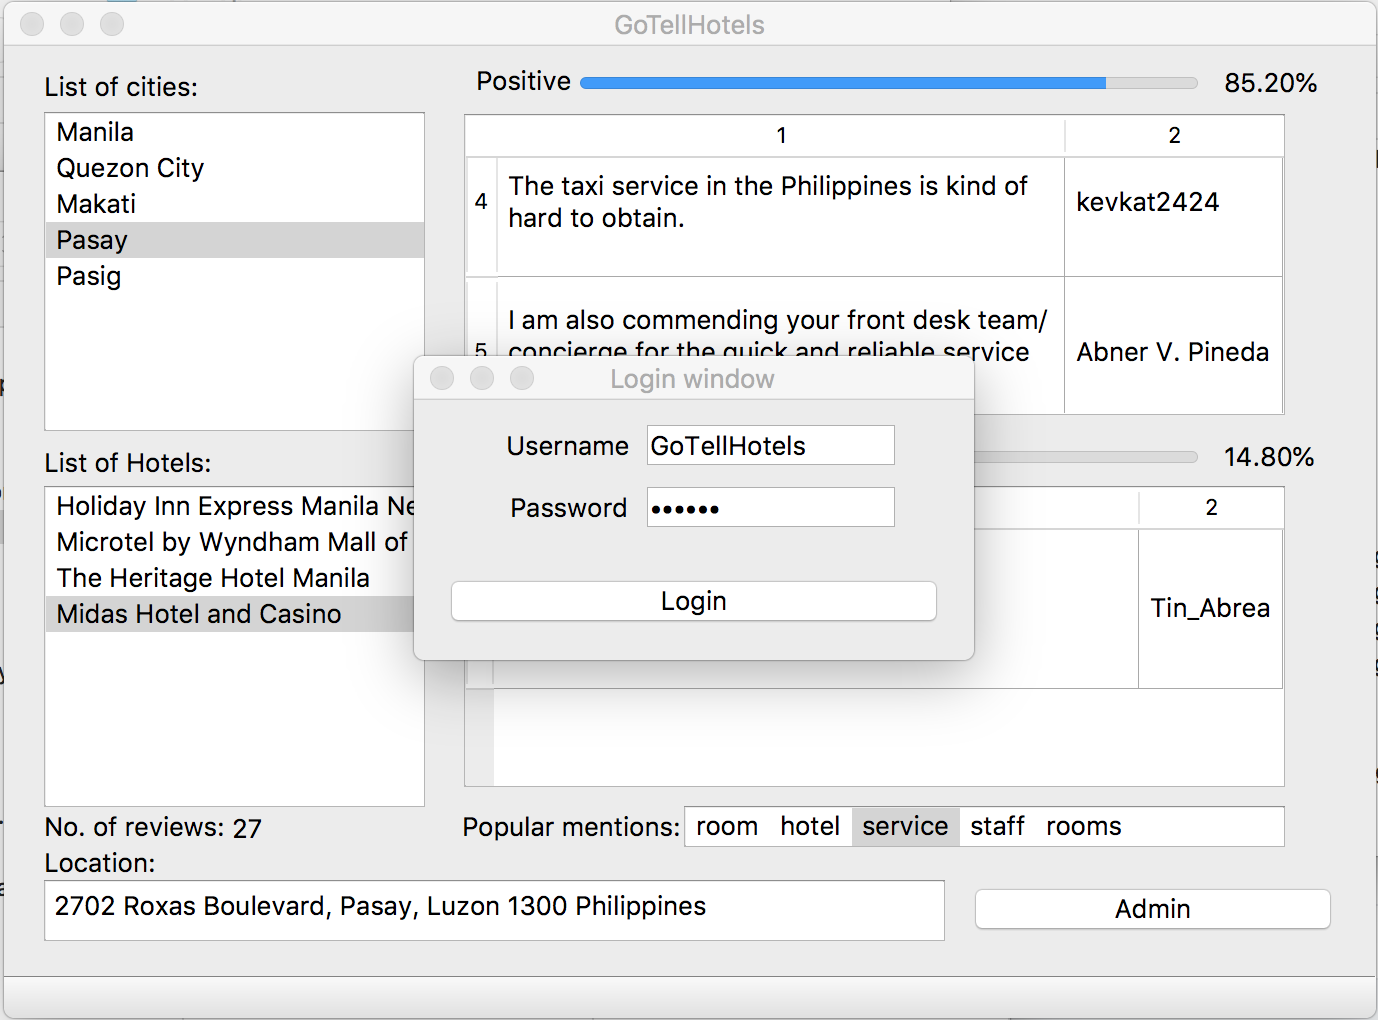 GoTellHotels
List of cities:
Manila
Quezon City
Makati
Pasay
Pasig
Positive 85.20%
1 2
4 The taxi service in the Philippines is kind of
hard to obtain.
kevkat2424
5 I am also commending your front desk team/
concierge for the quick and reliable service
Abner V. Pineda
Login window
Username GoTellHotels
Password ••••••
Login
List of Hotels:
Holiday Inn Express Manila
Microtel by Wyndham Mall of
The Heritage Hotel Manila
Midas Hotel and Casino
14.80%
2
Tin_Abrea
No. of reviews: 27
Popular mentions: room hotel service staff rooms
Location:
2702 Roxas Boulevard, Pasay, Luzon 1300 Philippines
Admin